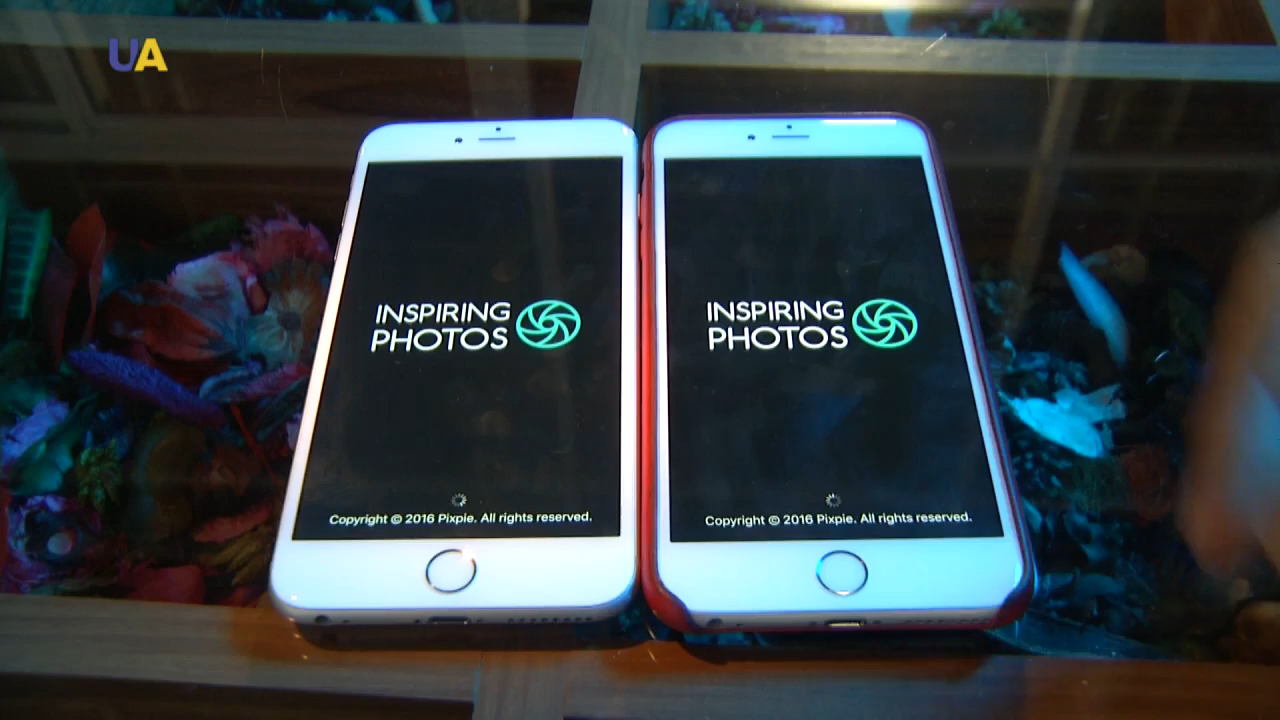 UA
INSPIRING
PHOTOS
Copyright © 2016 Pixpie. All rights reserved.
INSPIRING
PHOTOS
Copyright © 2016 Pixpie. All rights reserved.